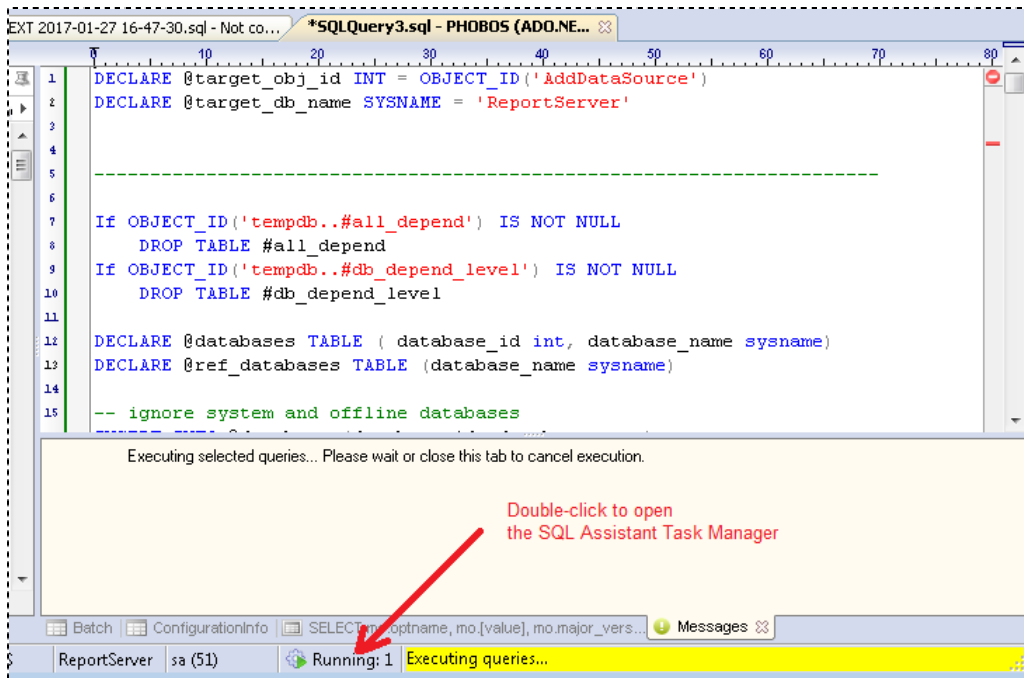 EXT 2017-01-27 16-47-30.sql - Not co... *SQLQuery3.sql - PHOBOS (ADO.NE...
10 20 30 40 50 60 70 80
1 DECLARE @target_obj_id INT = OBJECT_ID('AddDataSource')
2 DECLARE @target_db_name SYSNAME = 'ReportServer'
3
4
5 ----------------------------------------------------------------------
6
7 If OBJECT_ID('tempdb..#all_depend') IS NOT NULL
8 DROP TABLE #all_depend
9 If OBJECT_ID('tempdb..#db_depend_level') IS NOT NULL
10 DROP TABLE #db_depend_level
11
12 DECLARE @databases TABLE ( database_id int, database_name sysname)
13 DECLARE @ref_databases TABLE (database_name sysname)
14
15 -- ignore system and offline databases
Executing selected queries... Please wait or close this tab to cancel execution.
Double-click to open
the SQL Assistant Task Manager
Batch ConfigurationInfo SELECT optname, mo.[value], mo.major_vers... Messages
ReportServer sa (51) Running: 1 Executing queries...